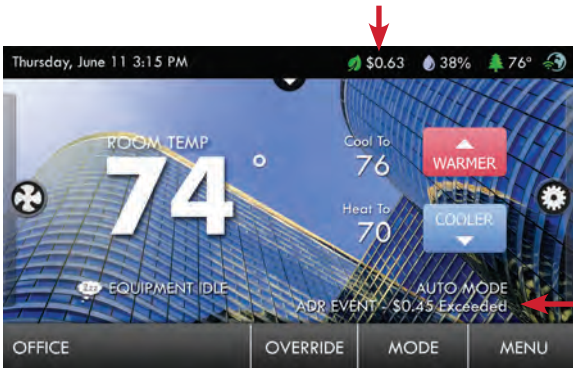 Thursday, June 11 3:15 PM $0.63 38% 76°
ROOM TEMP
74°
Cool To
76
WARMER
Heat To
70
COOLER
Zzz EQUIPMENT IDLE
AUTO MODE
ADR EVENT - $0.45 Exceeded
OFFICE OVERRIDE MODE MENU